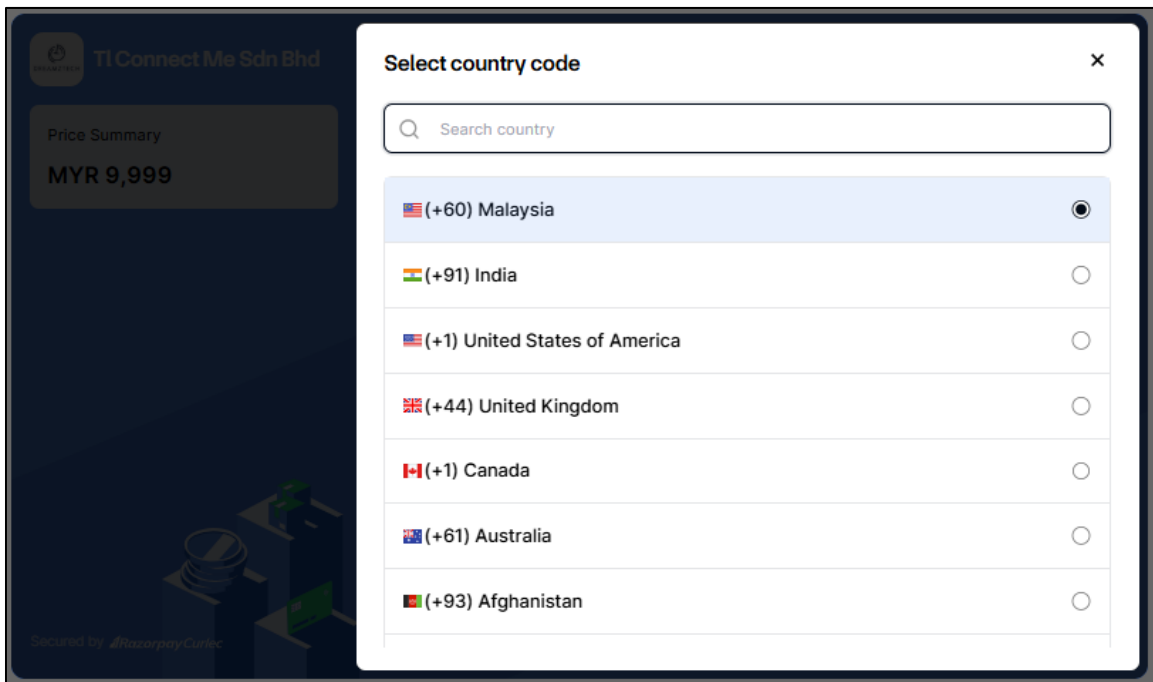 TI Connect Me Sdn Bhd
Price Summary
MYR 9,999
Secured by RazorpayCurlec
Select country code
Search country
(+60) Malaysia
(+91) India
(+1) United States of America
(+44) United Kingdom
(+1) Canada
(+61) Australia
(+93) Afghanistan